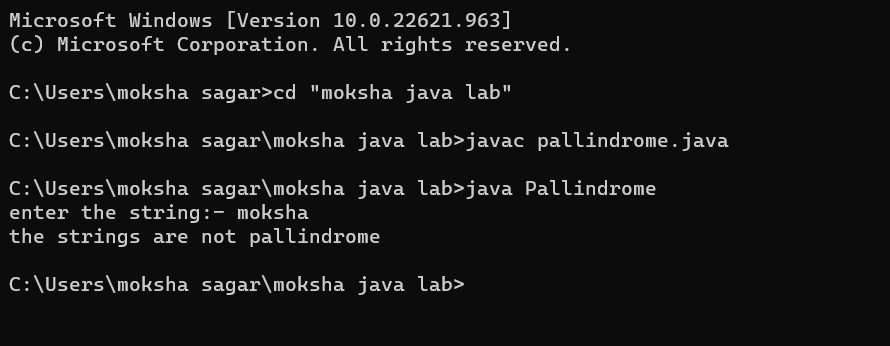 Microsoft Windows [Version 10.0.22621.963]
(c) Microsoft Corporation. All rights reserved.
C:\Users\moksha sagar>cd "moksha java lab"
C:\Users\moksha sagar\moksha java lab>javac pallindrome.java
C:\Users\moksha sagar\moksha java lab>java Pallindrome
enter the string:- moksha
the strings are not pallindrome
C:\Users\moksha sagar\moksha java lab>